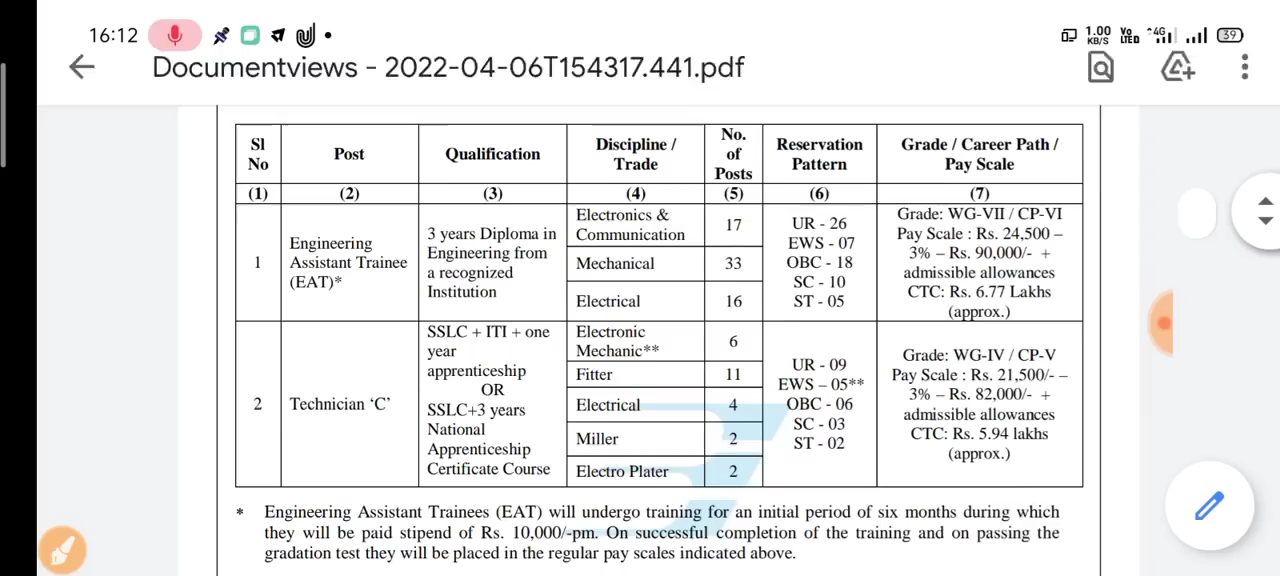 16:12
1.00 KB/S Vo LTED 4G 39
Documentviews - 2022-04-06T154317.441.pdf
Sl No
Post
Qualification
Discipline / Trade
No. of Posts
Reservation Pattern
Grade / Career Path / Pay Scale
(1)
(2)
(3)
(4)
(5)
(6)
(7)
1
Engineering
Assistant Trainee
(EAT)*
3 years Diploma in
Engineering from
a recognized
Institution
Electronics &
Communication
17
Mechanical
33
Electrical
16
UR - 26
EWS - 07
OBC - 18
SC - 10
ST - 05
Grade: WG-VII / CP-VI
Pay Scale : Rs. 24,500 –
3% – Rs. 90,000/- +
admissible allowances
CTC: Rs. 6.77 Lakhs
(approx.)
2
Technician ‘C’
SSLC + ITI + one
year
apprenticeship
OR
SSLC+3 years
National
Apprenticeship
Certificate Course
Electronic
Mechanic**
6
Fitter
11
Electrical
4
Miller
2
Electro Plater
2
UR - 09
EWS – 05**
OBC - 06
SC - 03
ST - 02
Grade: WG-IV / CP-V
Pay Scale : Rs. 21,500/- –
3% – Rs. 82,000/- +
admissible allowances
CTC: Rs. 5.94 lakhs
(approx.)
* Engineering Assistant Trainees (EAT) will undergo training for an initial period of six months during which
they will be paid stipend of Rs. 10,000/-pm. On successful completion of the training and on passing the
gradation test they will be placed in the regular pay scales indicated above.